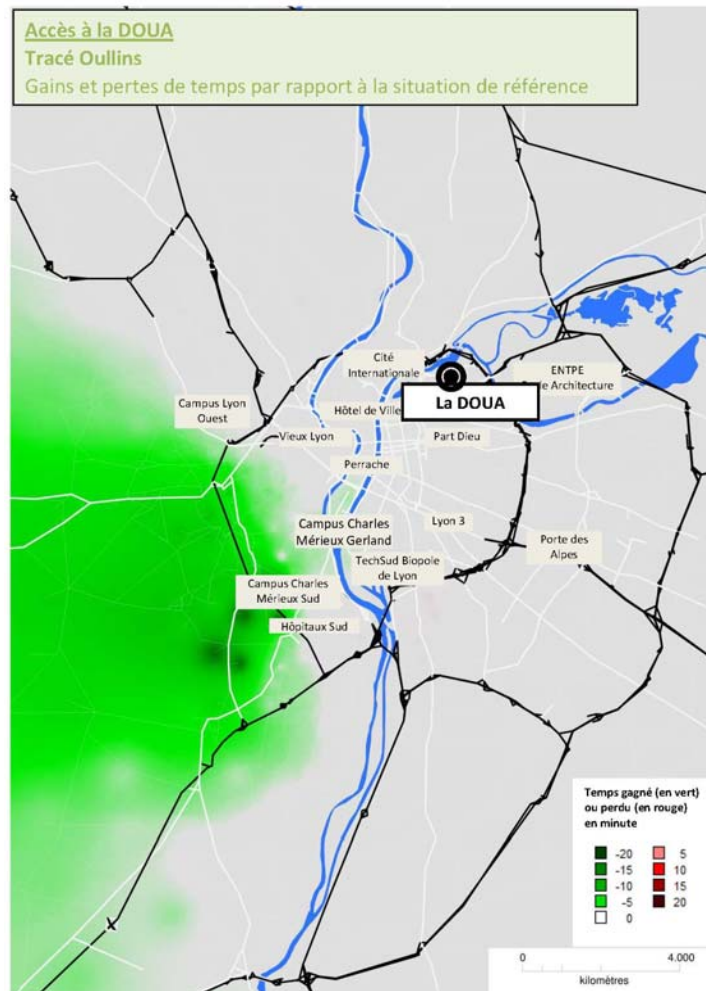 Accès à la DOUA
Tracé Oullins
Gains et pertes de temps par rapport à la situation de référence
Cité
Internationale
ENTPE
de Architecture
La DOUA
Campus Lyon
Ouest
Hôtel de Ville
Vieux Lyon
Part Dieu
Perrache
Campus Charles
Mérieux Gerland
Lyon 3
Porte des
Alpes
TechSud Biopole
de Lyon
Campus Charles
Mérieux Sud
Hôpitaux Sud
Temps gagné (en vert)
ou perdu (en rouge)
en minute
-20 5
-15 10
-10 15
-5 20
0
0 4.000
kilomètres